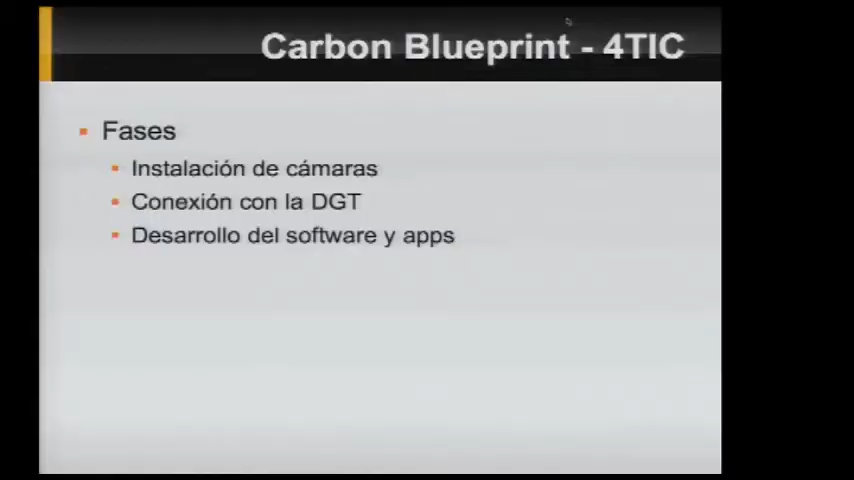 Carbon Blueprint - 4TIC
Fases
Instalación de cámaras
Conexión con la DGT
Desarrollo del software y apps